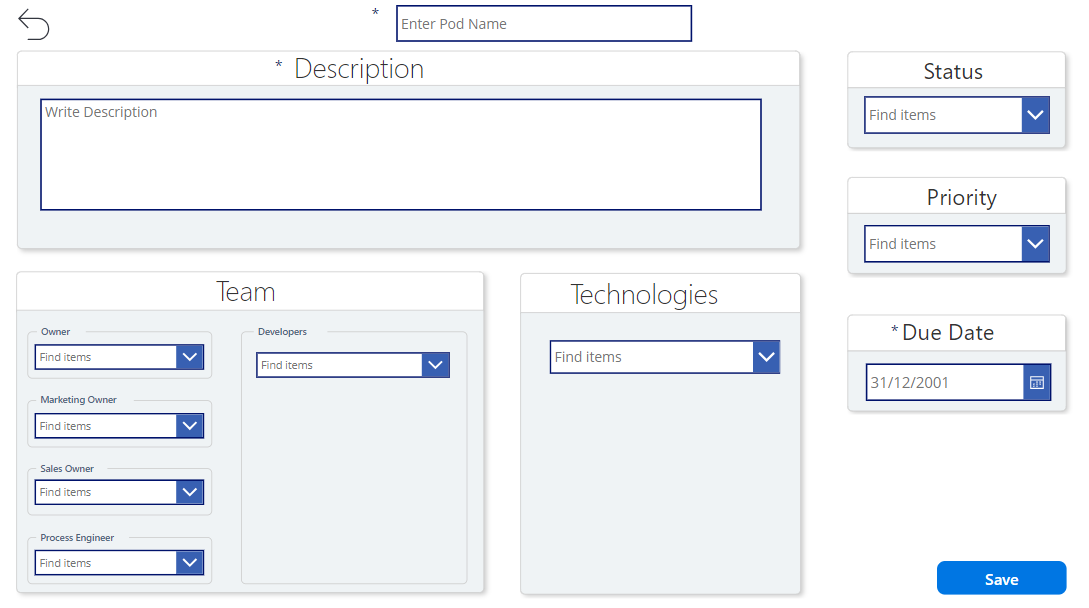 *
Enter Pod Name
* Description
Write Description
Status
Find items
Priority
Find items
* Due Date
31/12/2001
Team
Owner
Find items
Marketing Owner
Find items
Sales Owner
Find items
Process Engineer
Find items
Developers
Find items
Technologies
Find items
Save